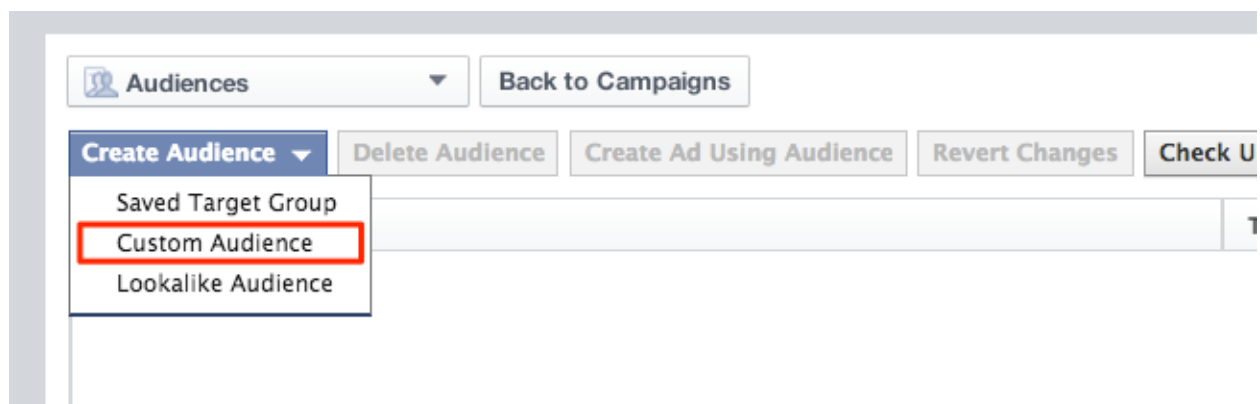 Audiences Back to Campaigns
Create Audience Delete Audience Create Ad Using Audience Revert Changes Check
Saved Target Group
Custom Audience
Lookalike Audience